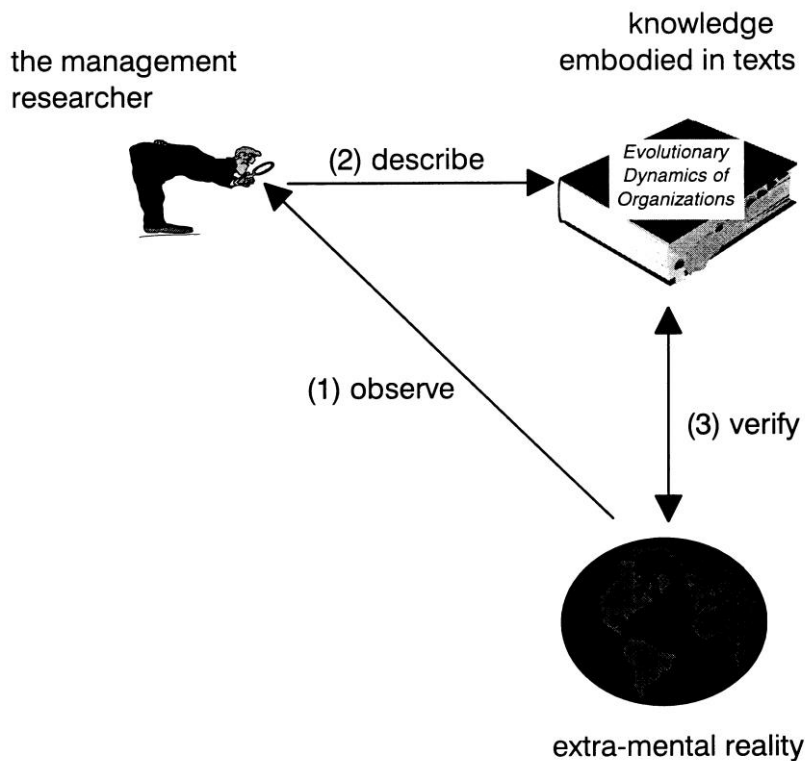 the management
researcher
knowledge
embodied in texts
(2) describe
Evolutionary
Dynamics of
Organizations
(1) observe
(3) verify
extra-mental reality